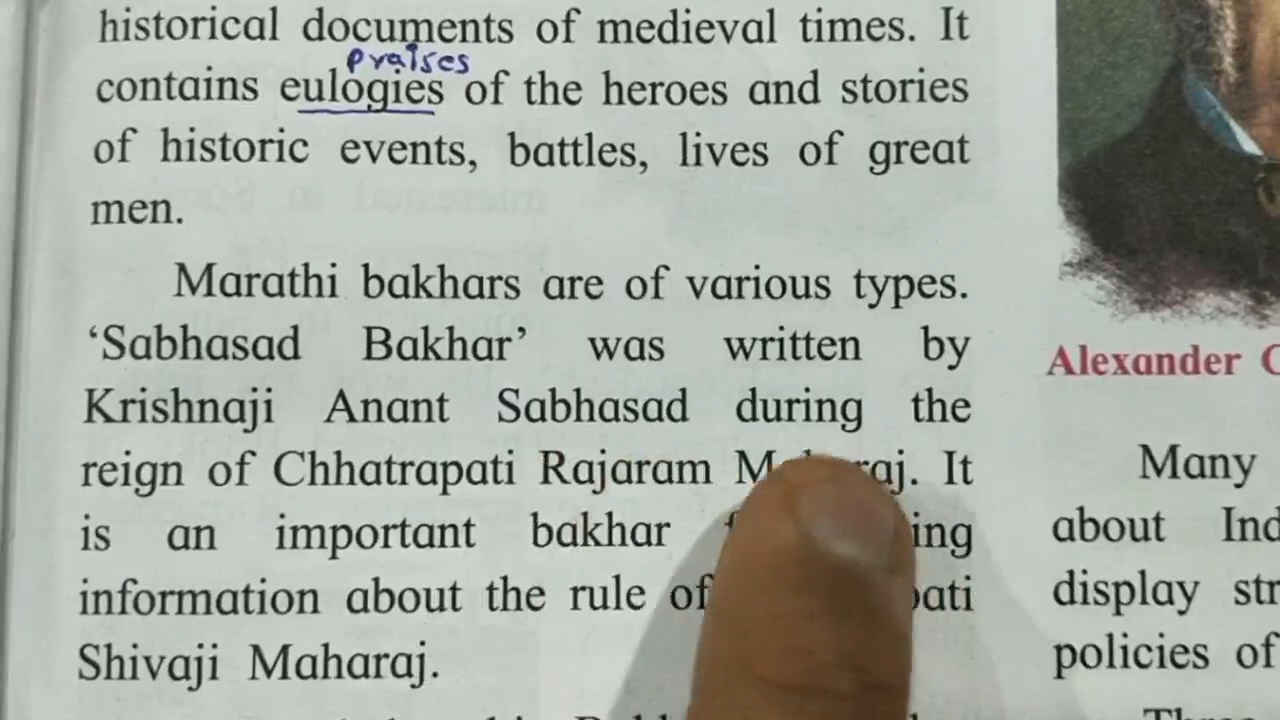 historical documents of medieval times. It
praises
contains eulogies of the heroes and stories
of historic events, battles, lives of great
men.
Marathi bakhars are of various types.
‘Sabhasad Bakhar’ was written by
Krishnaji Anant Sabhasad during the
reign of Chhatrapati Rajaram Maharaj. It
is an important bakhar
information about the rule of
Shivaji Maharaj.
Alexander
Many
about
display
policies of